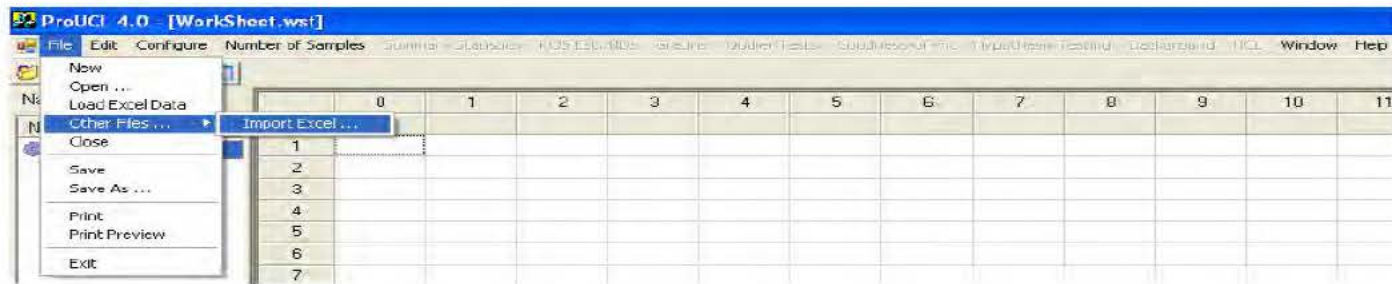 ProUCL 4.0 - [WorkSheet.wst]
File Edit Configure Number of Samples Window Help
New
Open ...
Load Excel Data
Other Files ... Import Excel ...
Close
Save
Save As ...
Print
Print Preview
Exit
0 1 2 3 4 5 6 7 8 9 10 11
1
2
3
4
5
6
7